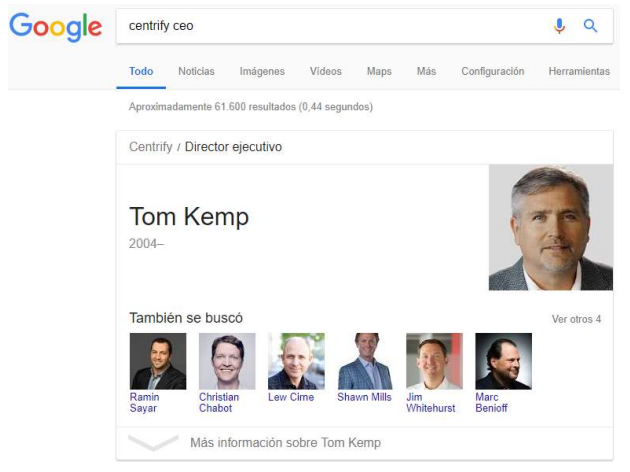 Google
centrify ceo
Todo Noticias Imágenes Vídeos Maps Más Configuración Herramientas
Aproximadamente 61.600 resultados (0,44 segundos)
Centrify / Director ejecutivo
Tom Kemp
2004–
También se buscó
Ver otros 4
Ramin Sayar
Christian Chabot
Lew Cirne
Shawn Mills
Jim Whitehurst
Marc Benioff
Más información sobre Tom Kemp